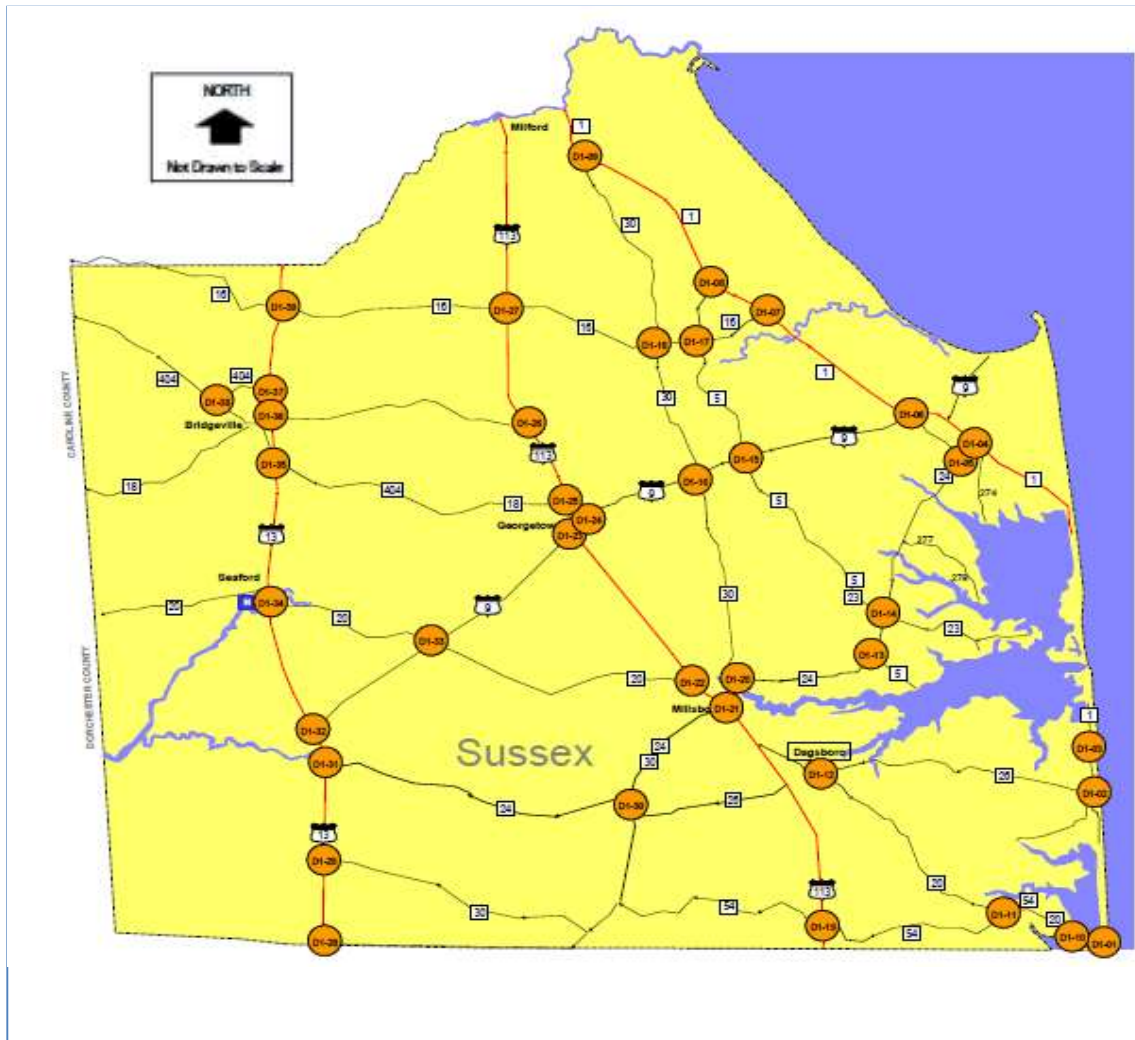 NORTH
Not Drawn to Scale
Milford
1
D1-09
30
1
113
D1-08
16
D1-39
16
D1-27
D1-07
16
D1-18
D1-17
16
1
404
404
D1-37
9
CAROLINE COUNTY
D1-38
30
5
D1-36
D1-06
Bridgeville
D1-26
9
D1-04
113
D1-15
D1-35
D1-05
24
18
404
D1-16
274
1
9
18
D1-25
D1-24
Georgetow
D1-23
13
277
Seaford
5
279
30
23
20
D1-34
9
D1-14
20
23
D1-33
D1-13
DORCHESTER COUNTY
20
D1-22
D1-20
24
5
Millsbo
D1-21
1
D1-32
24
Dagsboro
D1-03
Sussex
D1-31
30
D1-12
26
D1-02
24
D1-30
26
13
D1-29
20
113
54
30
54
D1-11
20
D1-19
54
D1-10
D1-01
D1-28